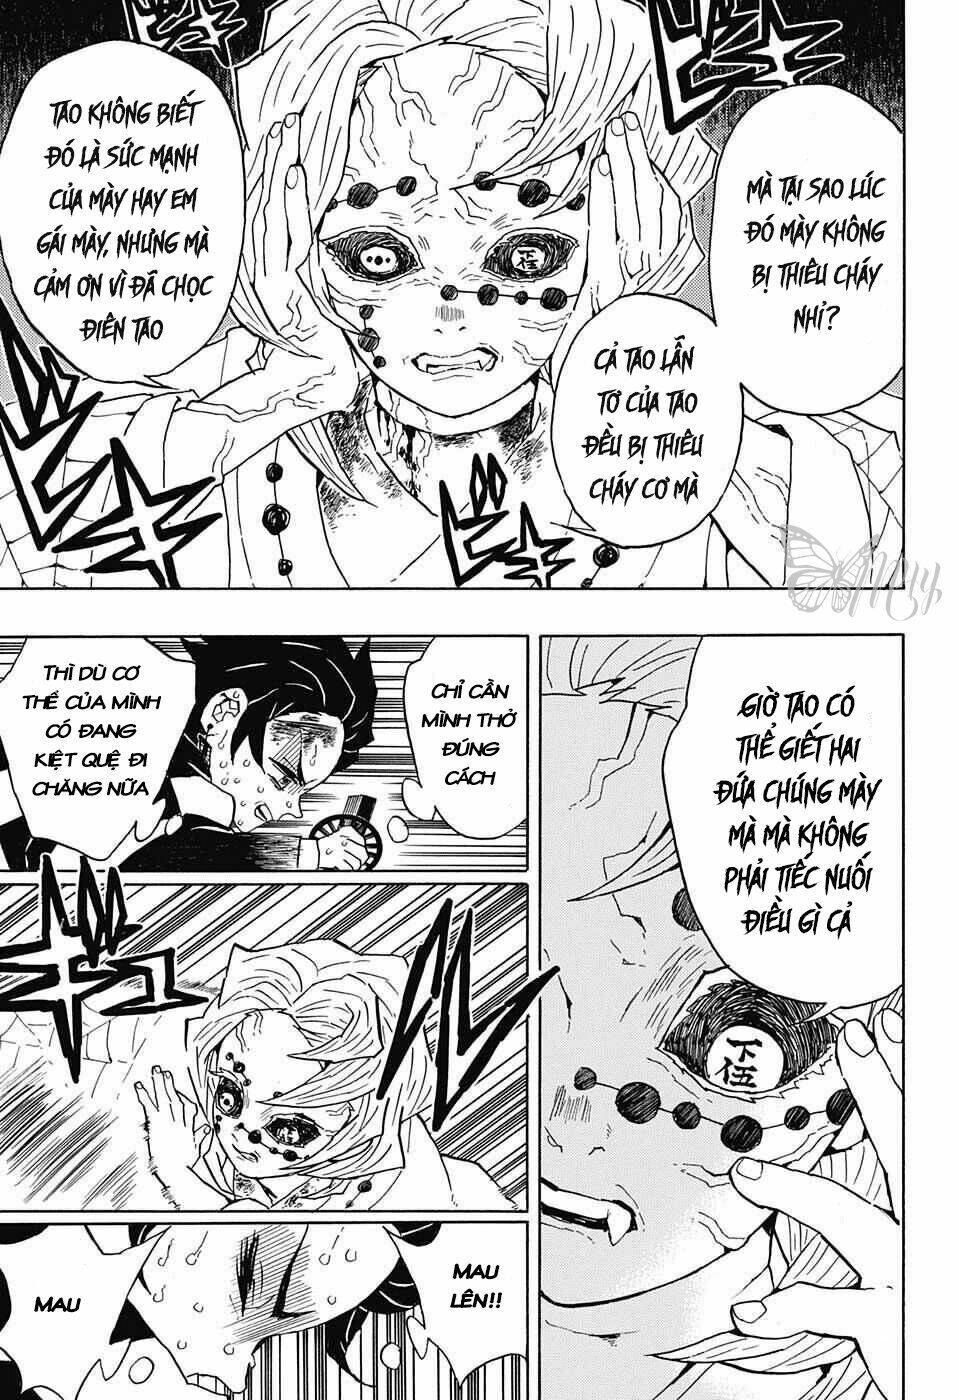 MÀ TẠI SAO LÚC
ĐÓ MÀY KHÔNG
BỊ THIÊU CHÁY
NHỈ?
CẢ TAO LẪN
TƠ CỦA TAO
ĐỀU BỊ THIÊU
CHÁY CƠ MÀ
TAO KHÔNG BIẾT
ĐÓ LÀ SỨC MẠNH
CỦA MÀY HAY EM
GÁI MÀY, NHƯNG MÀ
CẢM ƠN VÌ ĐÃ CHỌC
ĐIÊN TAO
下伍
GIỜ TAO CÓ
THỂ GIẾT HAI
ĐỨA CHÚNG MÀY
MÀ MÀ KHÔNG
PHẢI TIẾC NUỐI
ĐIỀU GÌ CẢ
下伍
CHỈ CẦN
MÌNH THỞ
ĐÚNG
CÁCH
THÌ DÙ CƠ
THỂ CỦA MÌNH
CÓ ĐANG
KIỆT QUỆ ĐI
CHĂNG NỮA
MAU
LÊN!!
MAU